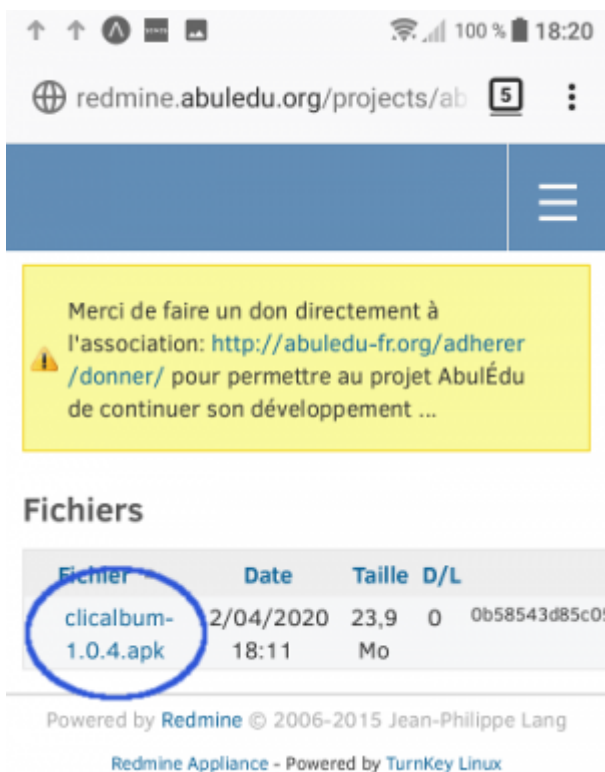 100 % 18:20
redmine.abuledu.org/projects/ab 5
Merci de faire un don directement à
l'association: http://abuledu-fr.org/adherer
/donner/ pour permettre au projet AbulÉdu
de continuer son développement ...
Fichiers
Fichier Date Taille D/L
clicalbum- 2/04/2020 23,9 0 0b58543d85c05
1.0.4.apk 18:11 Mo
Powered by Redmine © 2006-2015 Jean-Philippe Lang
Redmine Appliance - Powered by TurnKey Linux